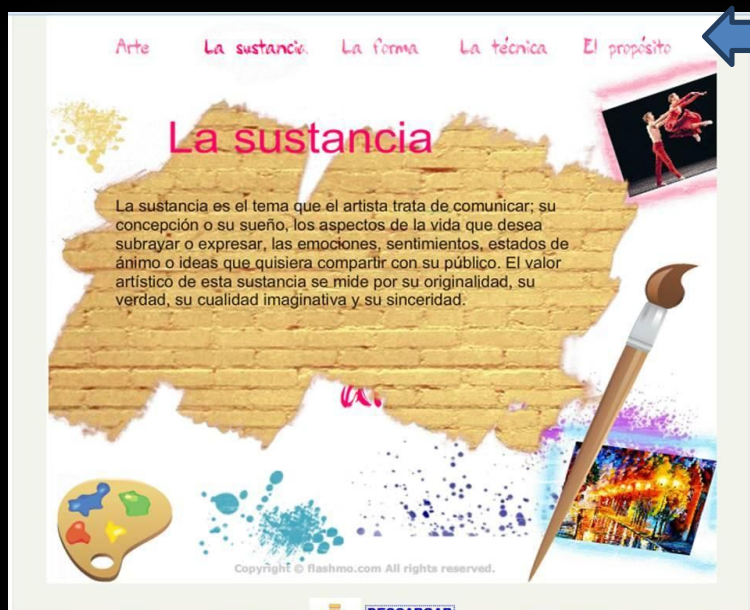 Arte La sustancia La forma La técnica El propósito
La sustancia
La sustancia es el tema que el artista trata de comunicar; su
concepción o su sueño, los aspectos de la vida que desea
subrayar o expresar, las emociones, sentimientos, estados de
ánimo o ideas que quisiera compartir con su público. El valor
artístico de esta sustancia se mide por su originalidad, su
verdad, su cualidad imaginativa y su sinceridad.
Copyright © flashmo.com All rights reserved.
DESCARGAR